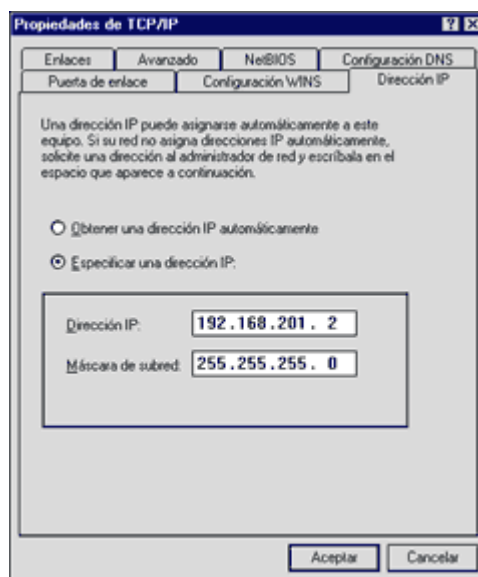 Propiedades de TCP/IP
Enlaces Avanzado NetBIOS Configuración DNS
Puerta de enlace Configuración WINS Dirección IP
Una dirección IP puede asignarse automáticamente a este
equipo. Si su red no asigna direcciones IP automáticamente,
solicite una dirección al administrador de red y escríbala en el
espacio que aparece a continuación.
Obtener una dirección IP automáticamente
Especificar una dirección IP:
Dirección IP: 192.168.201. 2
Máscara de subred: 255.255.255. 0
Aceptar Cancelar